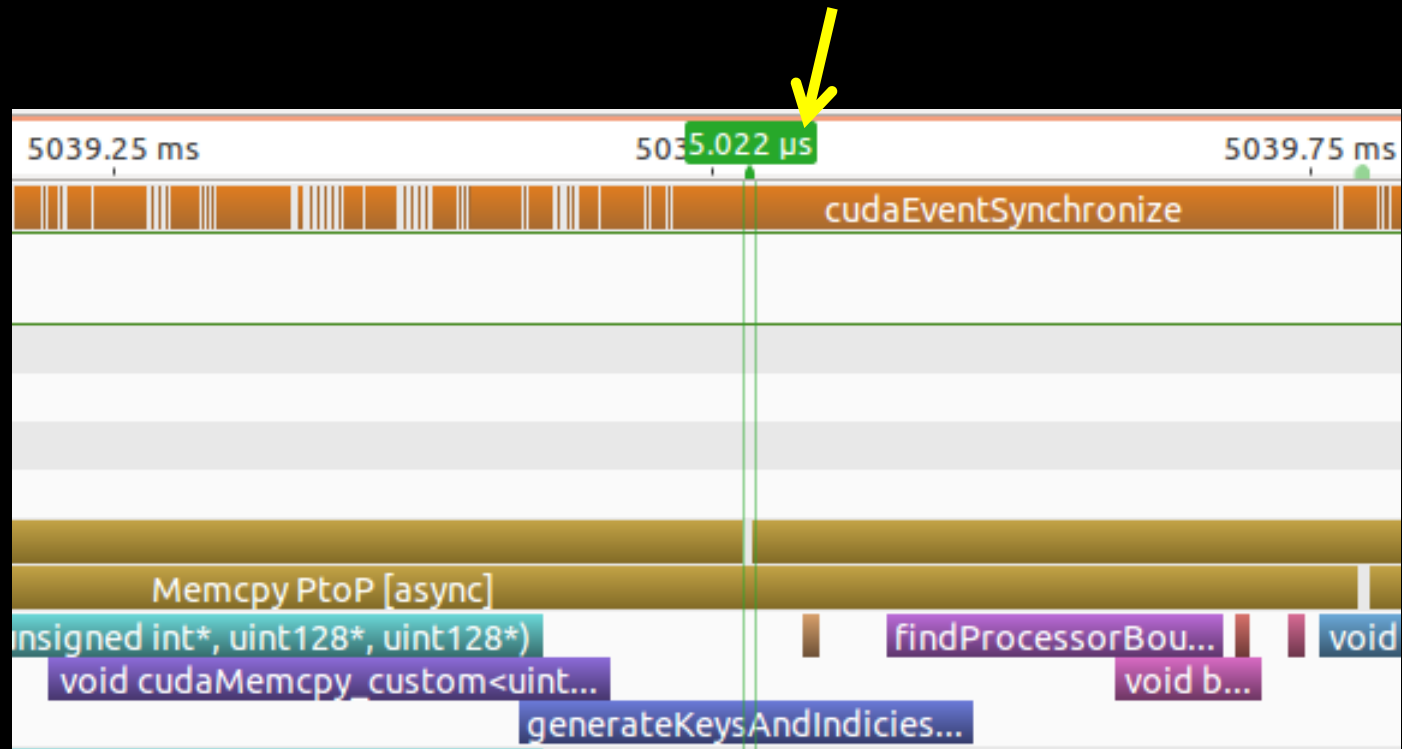 5039.25 ms 503 5.022 µs 5039.75 ms
cudaEventSynchronize
Memcpy PtoP [async]
unsigned int*, uint128*, uint128*) findProcessorBou... void
void cudaMemcpy_custom<uint... void b...
generateKeysAndIndicies...